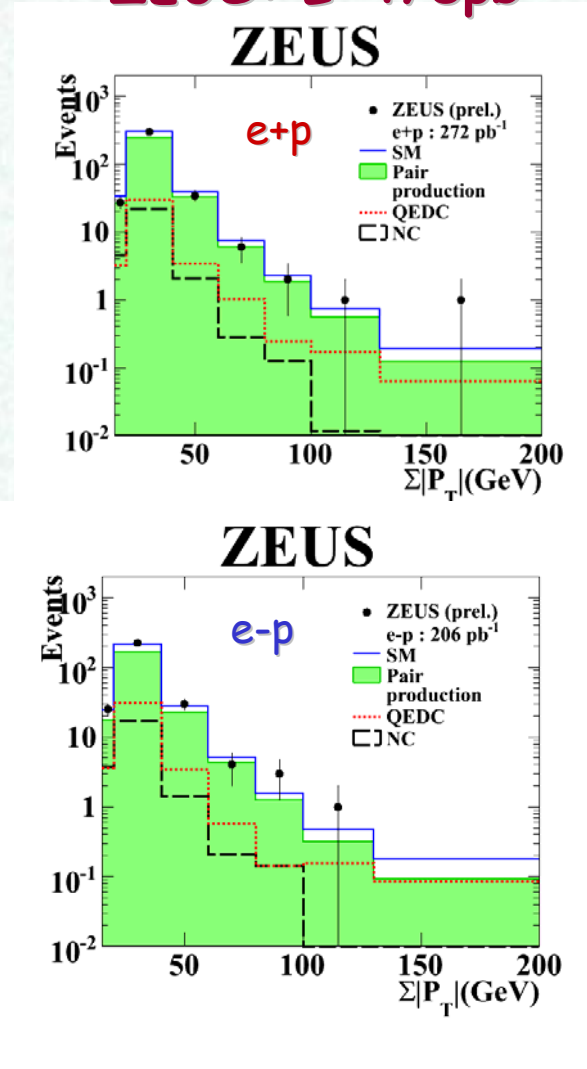 ZEUS
Events
10³
10²
10
1
10⁻¹
10⁻²
e+p
ZEUS (prel.)
e+p : 272 pb⁻¹
SM
Pair
production
QEDC
NC
50 100 150 200
Σ|P_T|(GeV)
ZEUS
Events
10³
10²
10
1
10⁻¹
10⁻²
e-p
ZEUS (prel.)
e-p : 206 pb⁻¹
SM
Pair
production
QEDC
NC
50 100 150 200
Σ|P_T|(GeV)